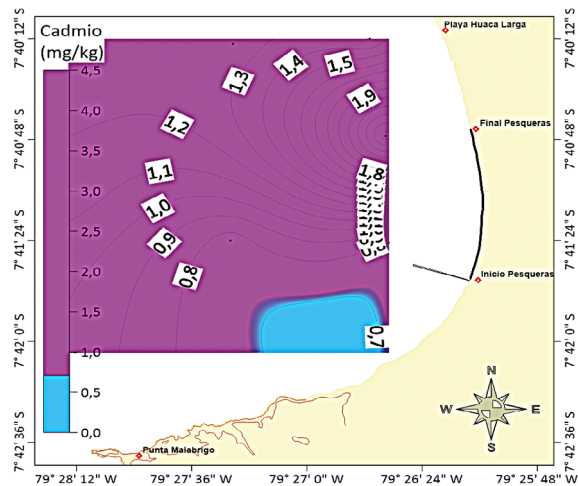 Cadmio
(mg/kg)
4,5
4,0
3,5
3,0
2,5
2,0
1,5
1,0
0,5
0,0
1,3
1,4
1,5
1,9
1,2
1,1
1,8
1,0
0,9
0,8
0,7
Playa Huaca Larga
Final Pesqueras
Inicio Pesqueras
Punta Malabrigo
N
W
E
S
7° 40' 12" S
7° 40' 48" S
7° 41' 24" S
7° 42' 0" S
7° 42' 36" S
79° 28' 12" W
79° 27' 36" W
79° 27' 0" W
79° 26' 24" W
79° 25' 48" W